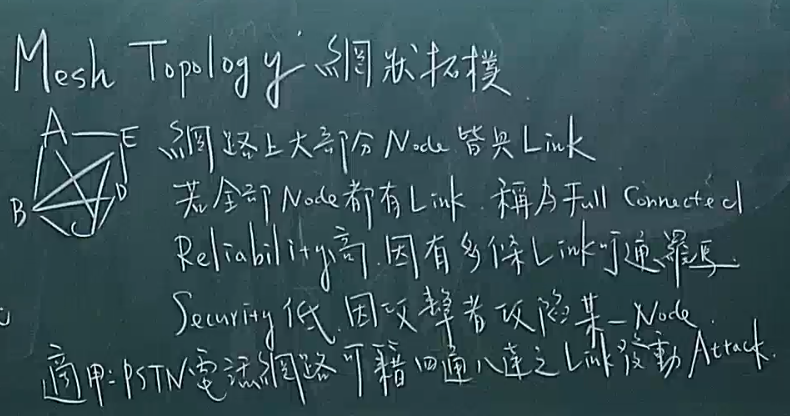 Mesh Topology 網狀拓樸
A E
網路上大部分Node皆具Link
B D
C
若全部Node都有Link.稱為Full Connected
Reliability高.因有多條Link可通羅馬.
Security低.因攻擊者攻陷某一Node.
適用:PSTN電話網路可藉四通八達之Link發動Attack.